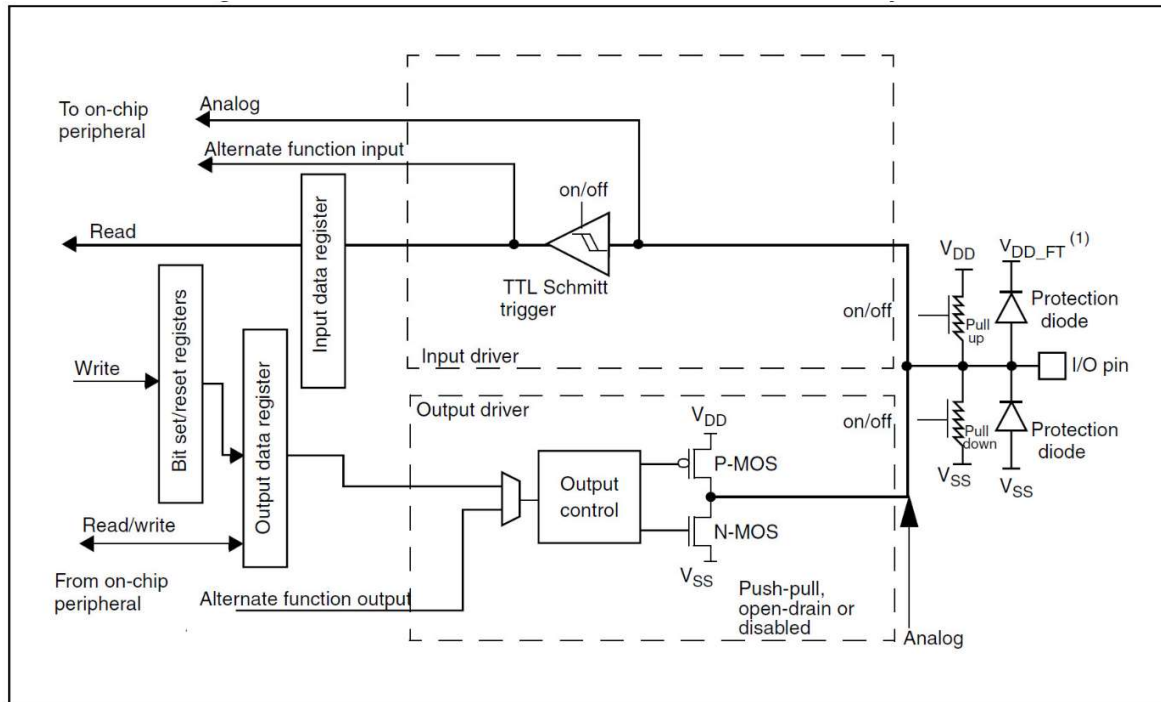 Analog
To on-chip
peripheral
Alternate function input
on/off
Read
Input data register
TTL Schmitt
trigger
Input driver
VDD
VDD_FT (1)
on/off
Pull
up
Protection
diode
I/O pin
Write
Bit set/reset registers
Output data register
Output driver
VDD
on/off
Pull
down
Protection
diode
VSS
VSS
P-MOS
Output
control
N-MOS
VSS
Read/write
From on-chip
peripheral
Alternate function output
Push-pull,
open-drain or
disabled
Analog